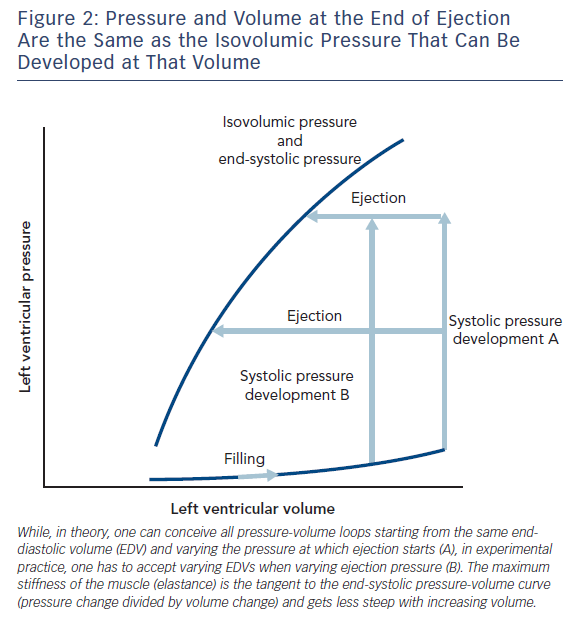 Figure 2: Pressure and Volume at the End of Ejection
Are the Same as the Isovolumic Pressure That Can Be
Developed at That Volume
Isovolumic pressure
and
end-systolic pressure
Ejection
Left ventricular pressure
Ejection
Systolic pressure
development A
Systolic pressure
development B
Filling
Left ventricular volume
While, in theory, one can conceive all pressure-volume loops starting from the same end-
diastolic volume (EDV) and varying the pressure at which ejection starts (A), in experimental
practice, one has to accept varying EDVs when varying ejection pressure (B). The maximum
stiffness of the muscle (elastance) is the tangent to the end-systolic pressure-volume curve
(pressure change divided by volume change) and gets less steep with increasing volume.